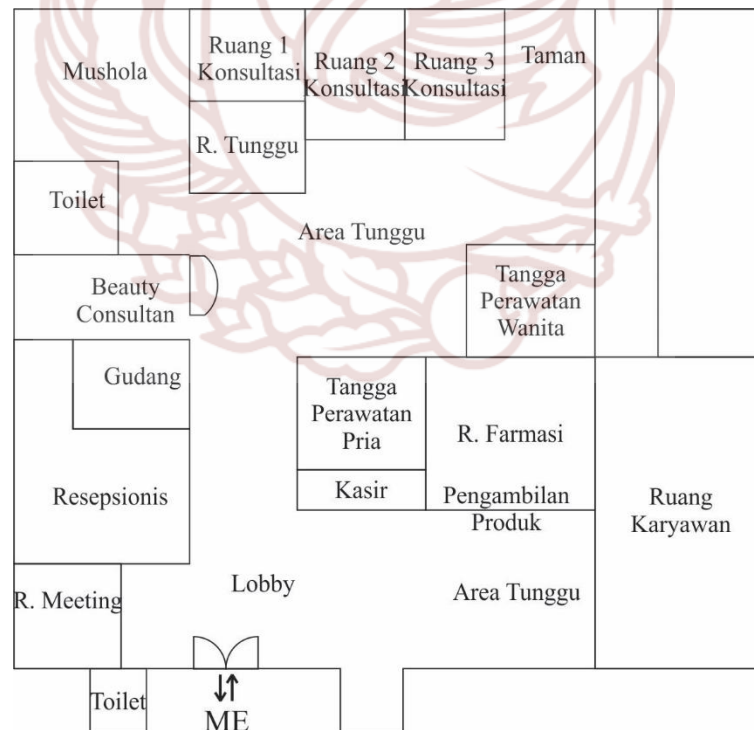 Mushola
Ruang 1
Konsultasi
Ruang 2
Konsultasi
Ruang 3
Konsultasi
Taman
R. Tunggu
Toilet
Area Tunggu
Beauty
Consultan
Tangga
Perawatan
Wanita
Gudang
Tangga
Perawatan
Pria
R. Farmasi
Resepsionis
Kasir
Pengambilan
Produk
Ruang
Karyawan
Lobby
Area Tunggu
R. Meeting
Toilet
ME